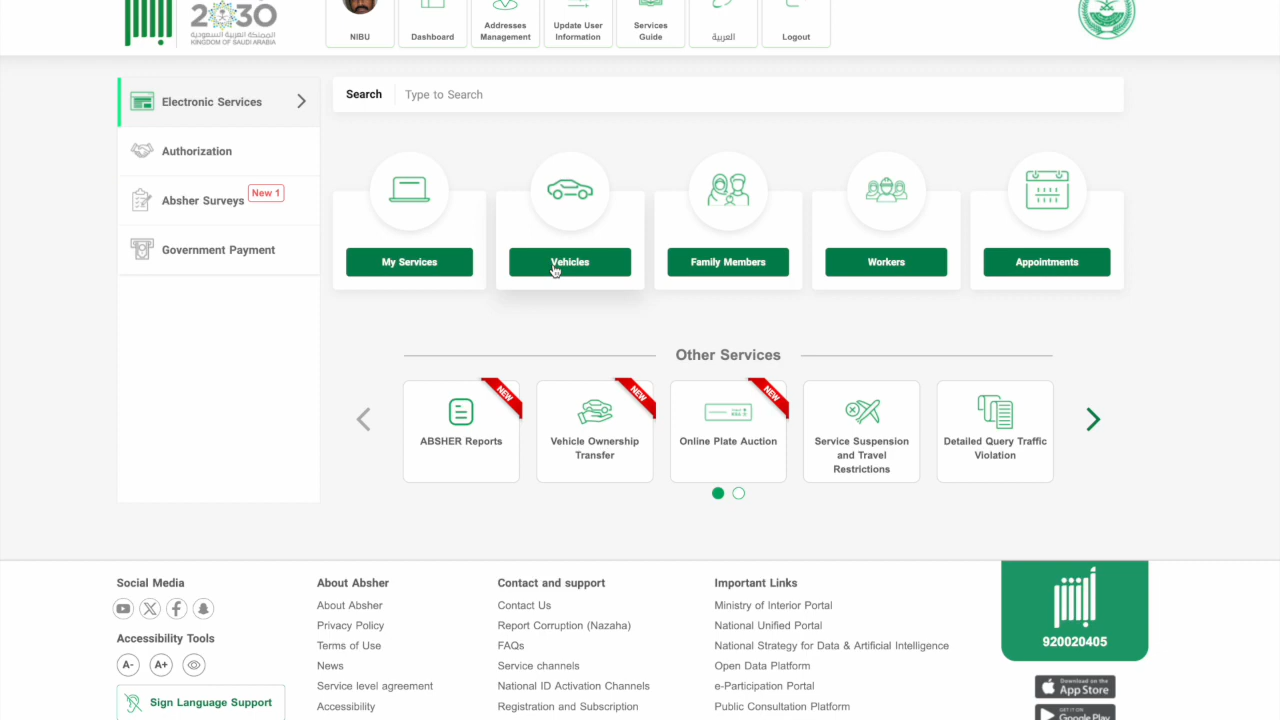 2030
المملكة العربية السعودية
KINGDOM OF SAUDI ARABIA
NIBU
Dashboard
Addresses
Management
Update User
Information
Services
Guide
العربية
Logout
Electronic Services
Authorization
Absher Surveys
New 1
Government Payment
Search
Type to Search
My Services
Vehicles
Family Members
Workers
Appointments
Other Services
NEW
ABSHER Reports
NEW
Vehicle Ownership
Transfer
NEW
Online Plate Auction
Service Suspension
and Travel
Restrictions
Detailed Query Traffic
Violation
Social Media
Accessibility Tools
A-
A+
Sign Language Support
About Absher
About Absher
Privacy Policy
Terms of Use
News
Service level agreement
Accessibility
Contact and support
Contact Us
Report Corruption (Nazaha)
FAQs
Service channels
National ID Activation Channels
Registration and Subscription
Important Links
Ministry of Interior Portal
National Unified Portal
National Strategy for Data & Artificial Intelligence
Open Data Platform
e-Participation Portal
Public Consultation Platform
أبشر
920020405
Download on the
App Store
GET IT ON
Google Play